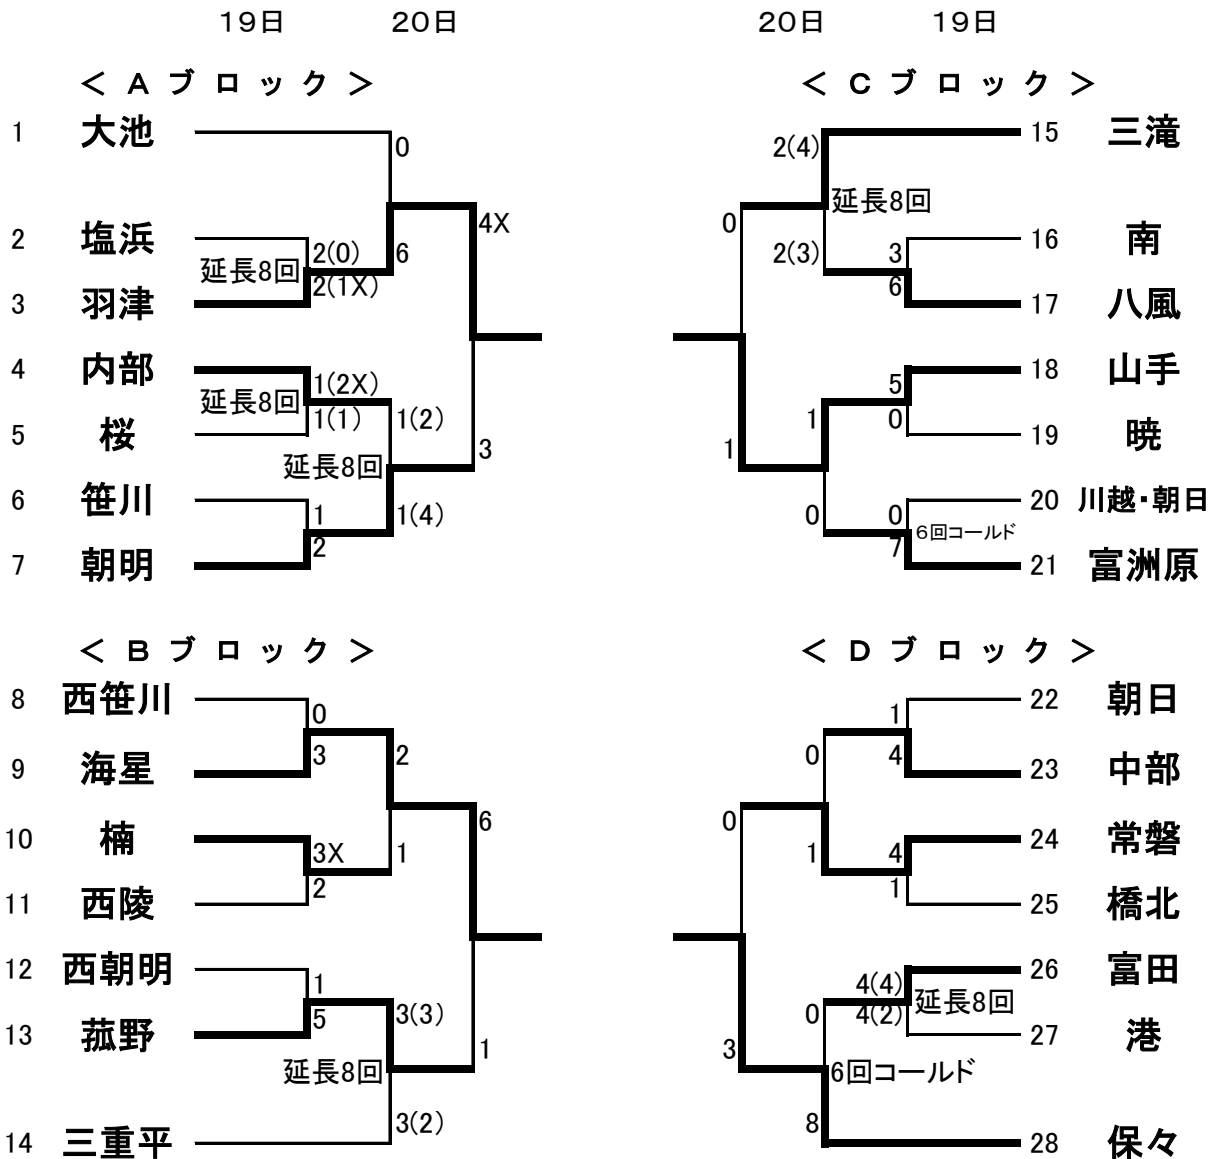 19日 20日 20日 19日
＜ A ブ ロ ッ ク ＞ ＜ C ブ ロ ッ ク ＞
1 大池 0 2(4) 15 三滝
延長8回
0 4X
2 塩浜 2(0) 6 2(3) 3 16 南
延長8回
3 羽津 2(1X) 6 17 八風
4 内部 1(2X) 5 18 山手
延長8回
5 桜 1(1) 1(2) 3 1 1 0 19 暁
延長8回
6 笹川 1 1(4) 0 0 20 川越・朝日
6回コールド
7 朝明 2 7 21 富洲原
＜ B ブ ロ ッ ク ＞ ＜ D ブ ロ ッ ク ＞
8 西笹川 0 1 22 朝日
9 海星 3 2 0 4 23 中部
6 0
10 楠 3X 1 1 4 24 常磐
11 西陵 2 1 25 橋北
12 西朝明 1 4(4) 26 富田
延長8回
13 菰野 5 3(3) 1 3 0 4(2) 27 港
延長8回 6回コールド
14 三重平 3(2) 8 28 保々